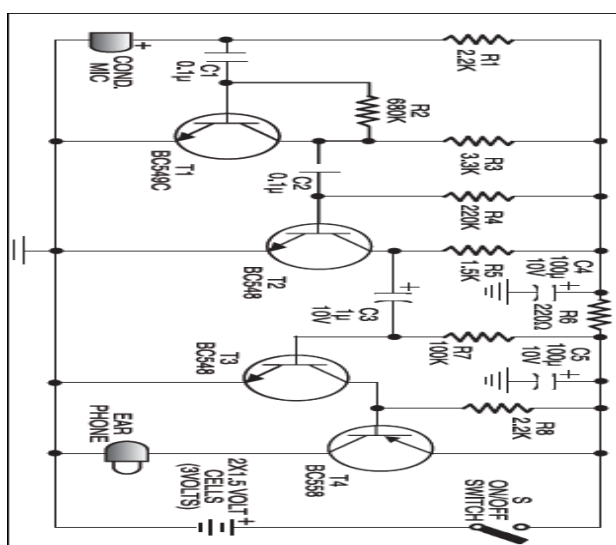 R1
2.2K
R3
3.3K
R4
220K
R5
1.5K
C4
100µ
10V
+
R6
220Ω
R7
100K
C5
100µ
10V
+
R8
2.2K
S
ON/OFF
SWITCH
R2
680K
C1
0.1µ
C2
0.1µ
+
C3
1µ
10V
T1
BC549C
T2
BC548
T3
BC548
T4
BC558
+
COND.
MIC
EAR
PHONE
2X1.5 VOLT
CELLS
(3VOLTS)
+